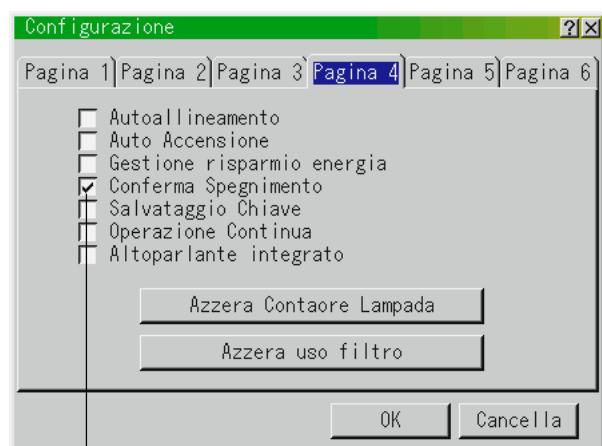 Configurazione ? ×
Pagina 1 Pagina 2 Pagina 3 Pagina 4 Pagina 5 Pagina 6
Autoallineamento
Auto Accensione
Gestione risparmio energia
Conferma Spegnimento
Salvataggio Chiave
Operazione Continua
Altoparlante integrato
Azzera Contaore Lampada
Azzera uso filtro
OK Cancella